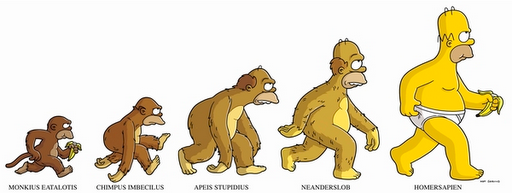 MONKIUS EATALOTIS
CHIMPUS IMBECILUS
APEIS STUPIDIUS
NEANDERSLOB
HOMERSAPIEN